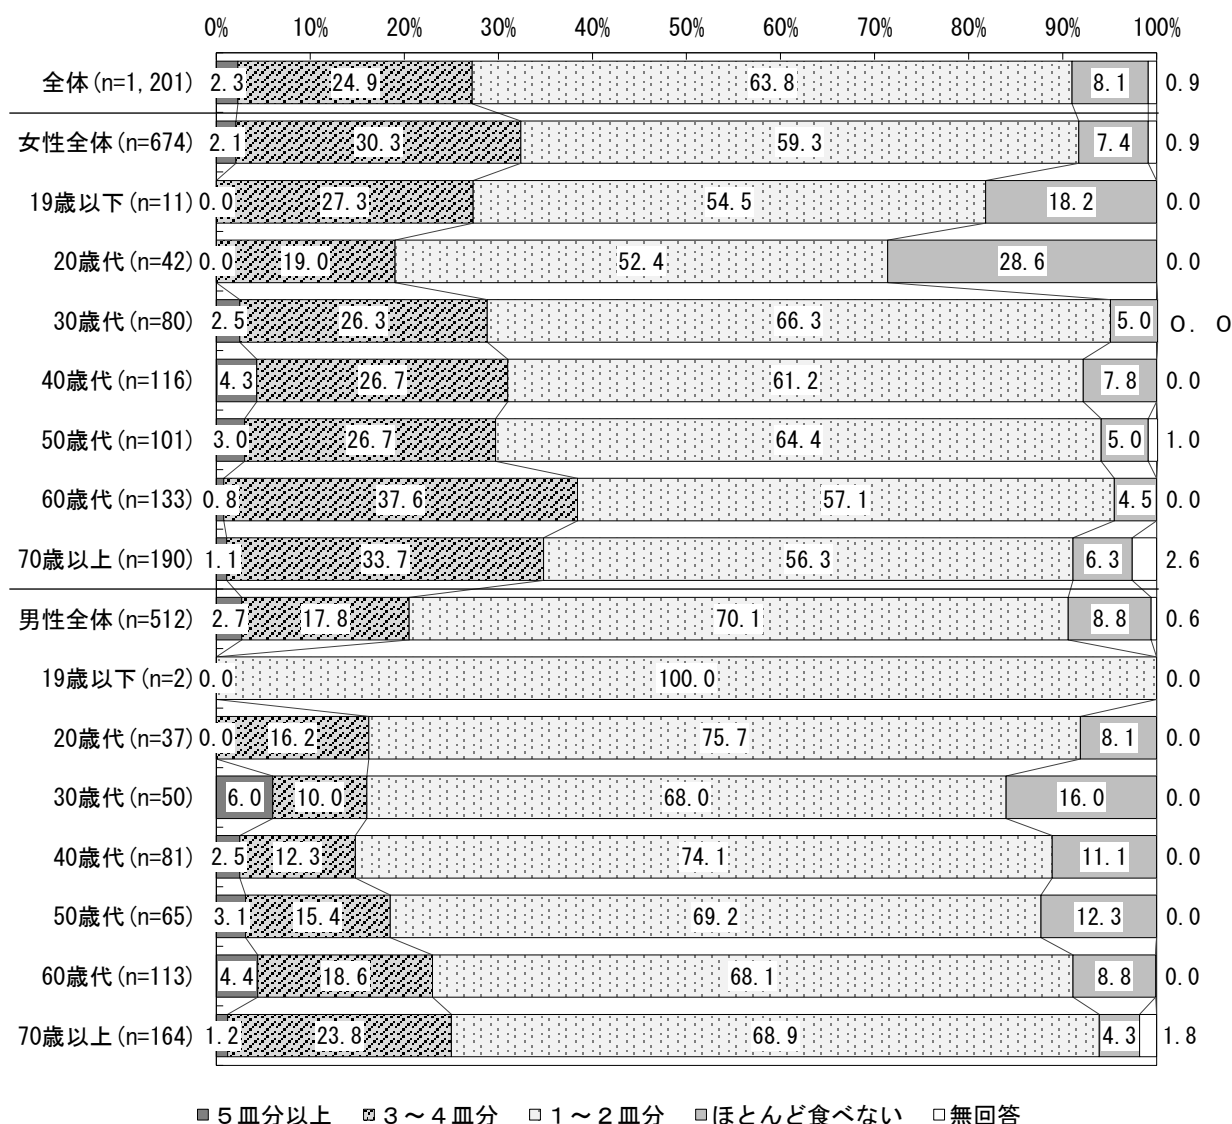 0% 10% 20% 30% 40% 50% 60% 70% 80% 90% 100%
全体(n=1,201) 2.3 24.9 63.8 8.1 0.9
女性全体(n=674) 2.1 30.3 59.3 7.4 0.9
19歳以下(n=11) 0.0 27.3 54.5 18.2 0.0
20歳代(n=42) 0.0 19.0 52.4 28.6 0.0
30歳代(n=80) 2.5 26.3 66.3 5.0 0.0
40歳代(n=116) 4.3 26.7 61.2 7.8 0.0
50歳代(n=101) 3.0 26.7 64.4 5.0 1.0
60歳代(n=133) 0.8 37.6 57.1 4.5 0.0
70歳以上(n=190) 1.1 33.7 56.3 6.3 2.6
男性全体(n=512) 2.7 17.8 70.1 8.8 0.6
19歳以下(n=2) 0.0 100.0 0.0
20歳代(n=37) 0.0 16.2 75.7 8.1 0.0
30歳代(n=50) 6.0 10.0 68.0 16.0 0.0
40歳代(n=81) 2.5 12.3 74.1 11.1 0.0
50歳代(n=65) 3.1 15.4 69.2 12.3 0.0
60歳代(n=113) 4.4 18.6 68.1 8.8 0.0
70歳以上(n=164) 1.2 23.8 68.9 4.3 1.8
５皿分以上 ３～４皿分 １～２皿分 ほとんど食べない 無回答